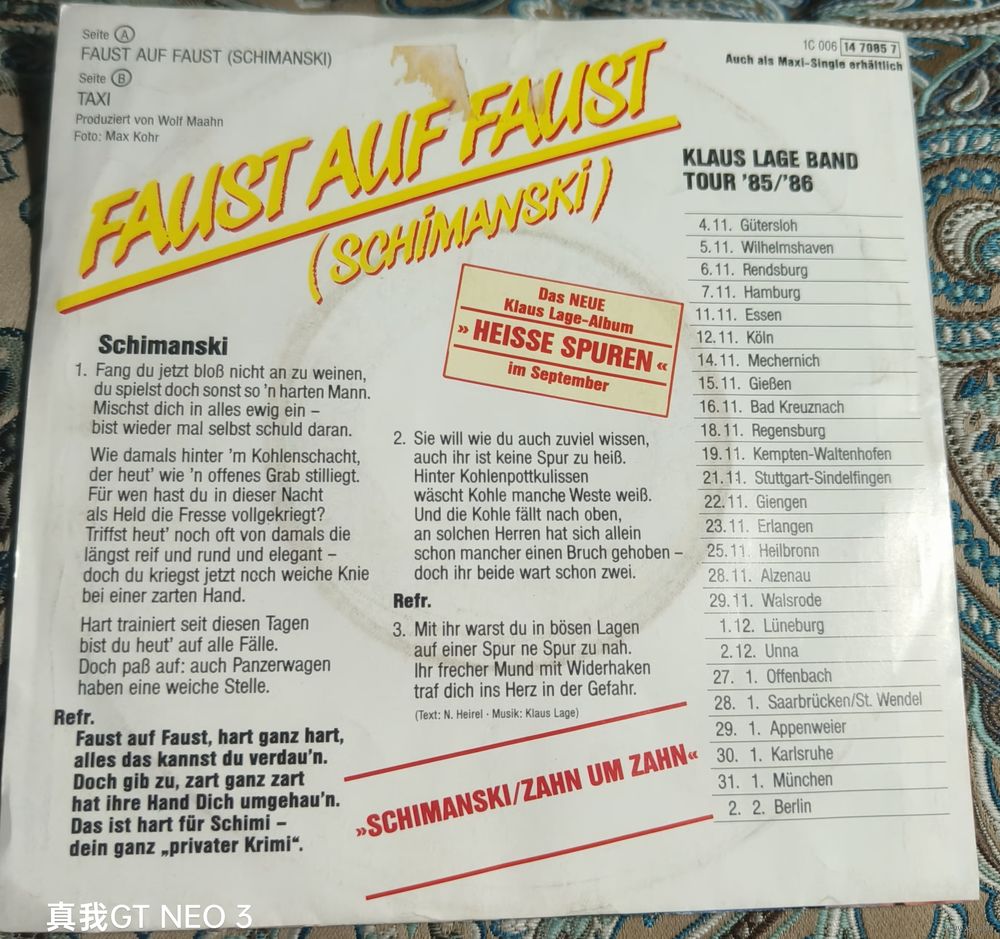 Seite Ⓐ
FAUST AUF FAUST (SCHIMANSKI)
Seite Ⓑ
TAXI
Produziert von Wolf Maahn
Foto: Max Kohr
1C 006 14 7085 7
Auch als Maxi-Single erhältlich
FAUST AUF FAUST
(SCHiMANSKi)
KLAUS LAGE BAND
TOUR '85/'86
4.11. Gütersloh
5.11. Wilhelmshaven
6.11. Rendsburg
7.11. Hamburg
11.11. Essen
12.11. Köln
14.11. Mechernich
15.11. Gießen
16.11. Bad Kreuznach
18.11. Regensburg
19.11. Kempten-Waltenhofen
21.11. Stuttgart-Sindelfingen
22.11. Giengen
23.11. Erlangen
25.11. Heilbronn
28.11. Alzenau
29.11. Walsrode
1.12. Lüneburg
2.12. Unna
27. 1. Offenbach
28. 1. Saarbrücken/St. Wendel
29. 1. Appenweier
30. 1. Karlsruhe
31. 1. München
2. 2. Berlin
Das NEUE
Klaus Lage-Album
» HEISSE SPUREN «
im September
Schimanski
1. Fang du jetzt bloß nicht an zu weinen,
du spielst doch sonst so 'n harten Mann.
Mischst dich in alles ewig ein –
bist wieder mal selbst schuld daran.
Wie damals hinter 'm Kohlenschacht,
der heut' wie 'n offenes Grab stilliegt.
Für wen hast du in dieser Nacht
als Held die Fresse vollgekriegt?
Triffst heut' noch oft von damals die
längst reif und rund und elegant –
doch du kriegst jetzt noch weiche Knie
bei einer zarten Hand.
Hart trainiert seit diesen Tagen
bist du heut' auf alle Fälle.
Doch paß auf: auch Panzerwagen
haben eine weiche Stelle.
Refr.
Faust auf Faust, hart ganz hart,
alles das kannst du verdau'n.
Doch gib zu, zart ganz zart
hat ihre Hand Dich umgehau'n.
Das ist hart für Schimi –
dein ganz „privater Krimi“.
2. Sie will wie du auch zuviel wissen,
auch ihr ist keine Spur zu heiß.
Hinter Kohlenpottkulissen
wäscht Kohle manche Weste weiß.
Und die Kohle fällt nach oben,
an solchen Herren hat sich allein
schon mancher einen Bruch gehoben –
doch ihr beide wart schon zwei.
Refr.
3. Mit ihr warst du in bösen Lagen
auf einer Spur ne Spur zu nah.
Ihr frecher Mund mit Widerhaken
traf dich ins Herz in der Gefahr.
(Text: N. Heirel · Musik: Klaus Lage)
»SCHIMANSKI/ZAHN UM ZAHN«
真我GT NEO 3